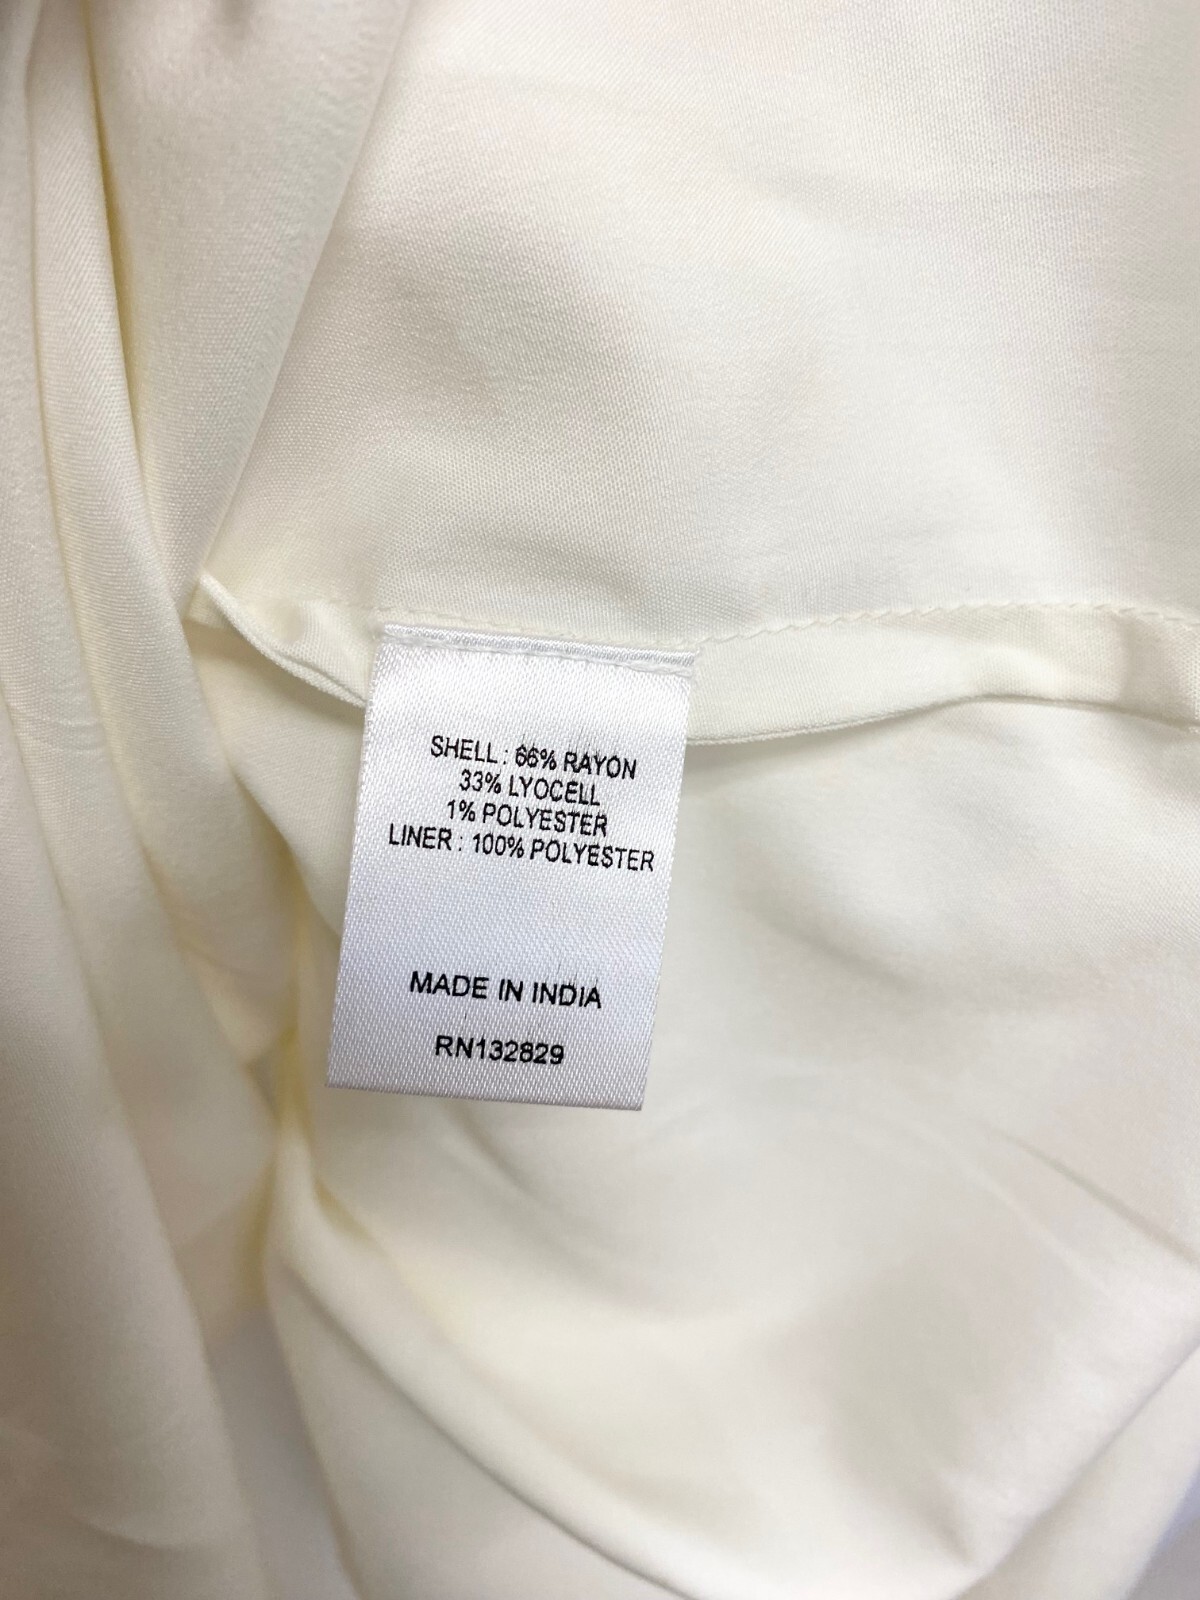 SHELL : 66% RAYON
33% LYOCELL
1% POLYESTER
LINER : 100% POLYESTER
MADE IN INDIA
RN132829